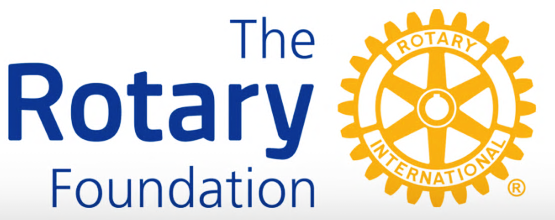 The
Rotary
Foundation
ROTARY
INTERNATIONAL
®